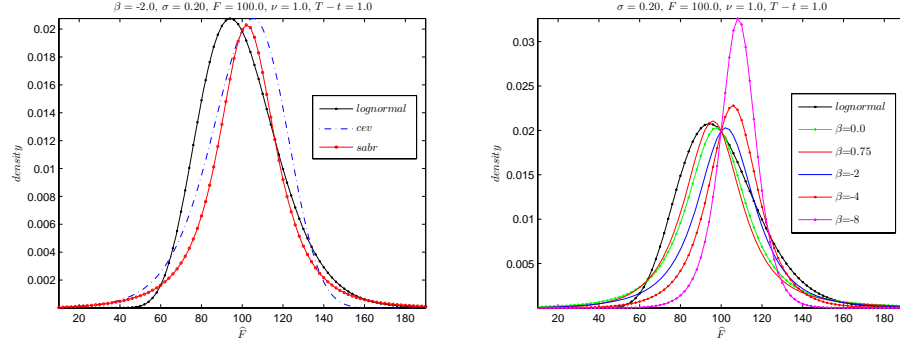 β = -2.0, σ = 0.20, F = 100.0, ν = 1.0, T − t = 1.0
density
0.02
0.018
0.016
0.014
0.012
0.01
0.008
0.006
0.004
0.002
20 40 60 80 100 120 140 160 180
F̂
lognormal
cev
sabr
σ = 0.20, F = 100.0, ν = 1.0, T − t = 1.0
density
0.03
0.025
0.02
0.015
0.01
0.005
20 40 60 80 100 120 140 160 180
F̂
lognormal
β=0.0
β=0.75
β=-2
β=-4
β=-8